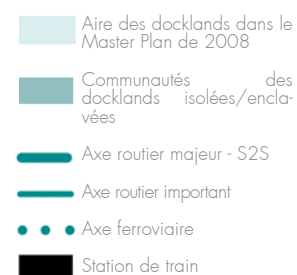 Aire des docklands dans le
Master Plan de 2008
Communautés des
docklands isolées/encla-
vées
Axe routier majeur - S2S
Axe routier important
Axe ferroviaire
Station de train